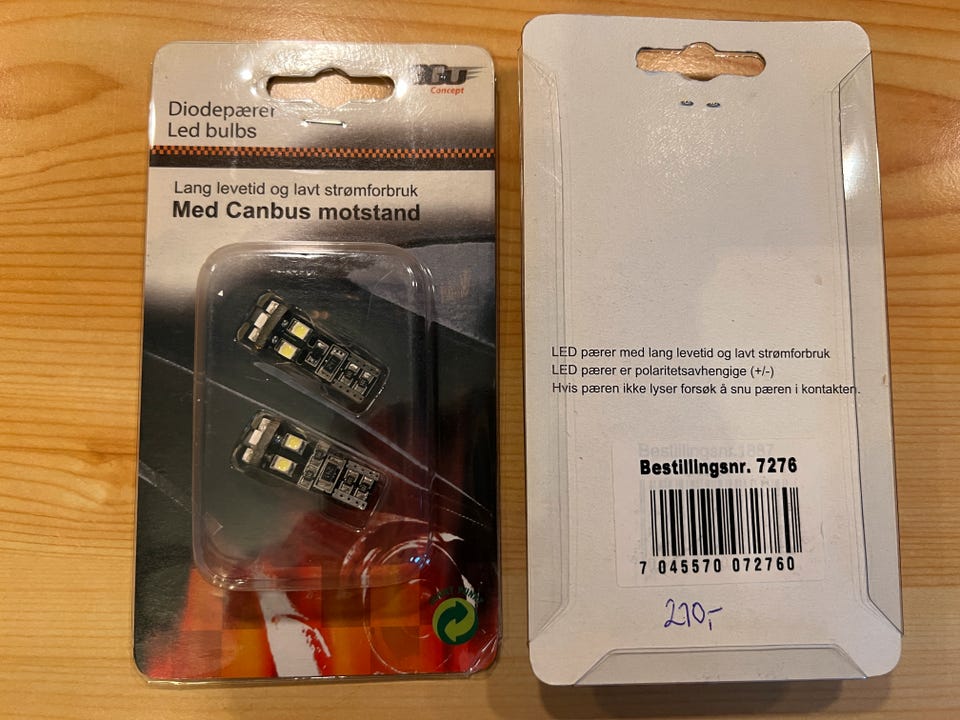 Concept
Diodepærer
Led bulbs
Lang levetid og lavt strømforbruk
Med Canbus motstand
LED pærer med lang levetid og lavt strømforbruk
LED pærer er polaritetsavhengige (+/-)
Hvis pæren ikke lyser forsøk å snu pæren i kontakten.
Bestillingsnr. 1887
Bestillingsnr. 7276
7 045570 072760
210,-